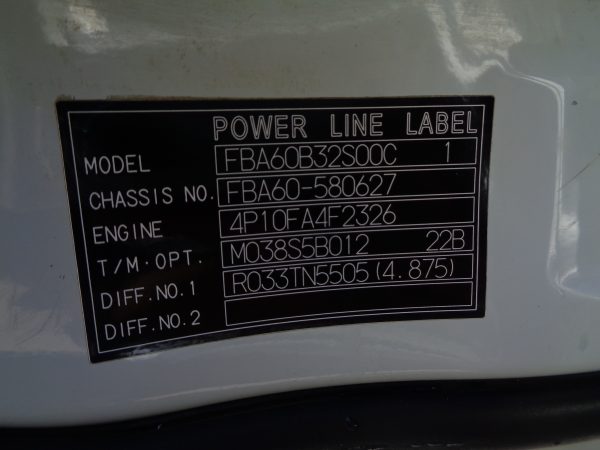 POWER LINE LABEL
MODEL FBA60B32S00C 1
CHASSIS NO. FBA60-580627
ENGINE 4P10FA4F2326
T/M·OPT. M038S5B012 22B
DIFF.NO.1 R033TN5505(4.875)
DIFF.NO.2